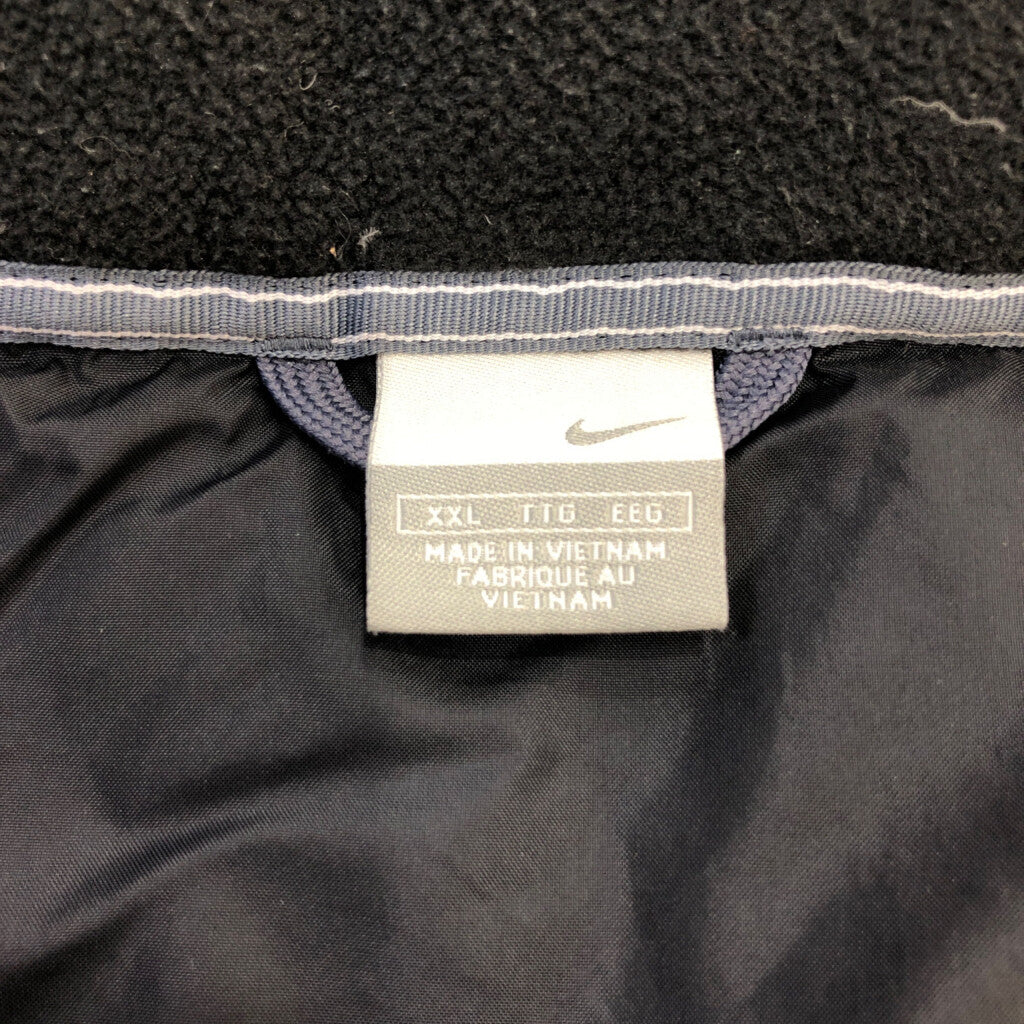 XXL TTG EEG
MADE IN VIETNAM
FABRIQUE AU
VIETNAM